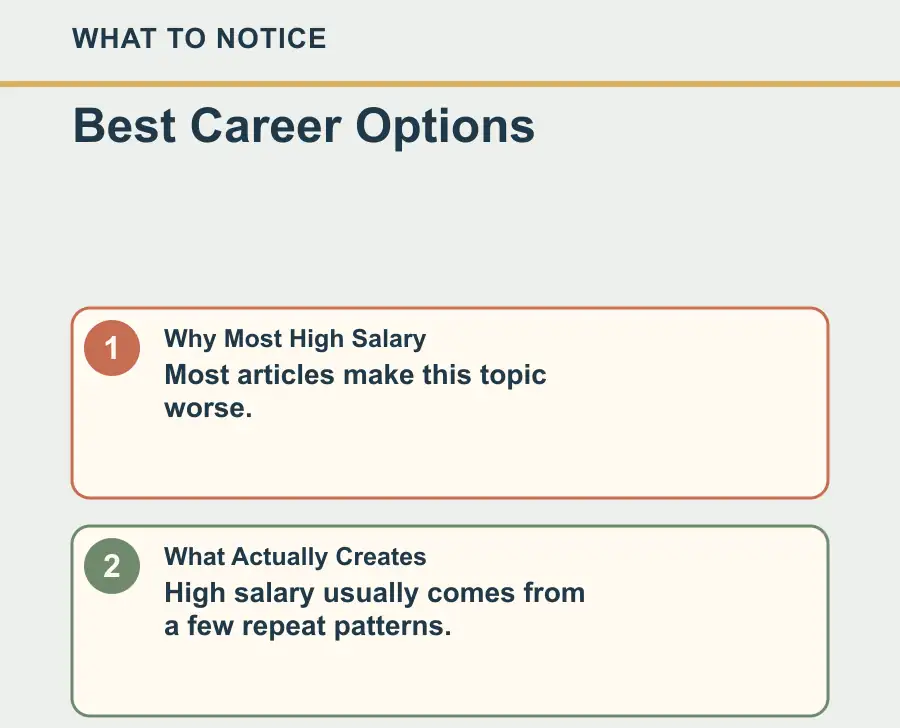 WHAT TO NOTICE
Best Career Options
1
Why Most High Salary
Most articles make this topic
worse.
2
What Actually Creates
High salary usually comes from
a few repeat patterns.